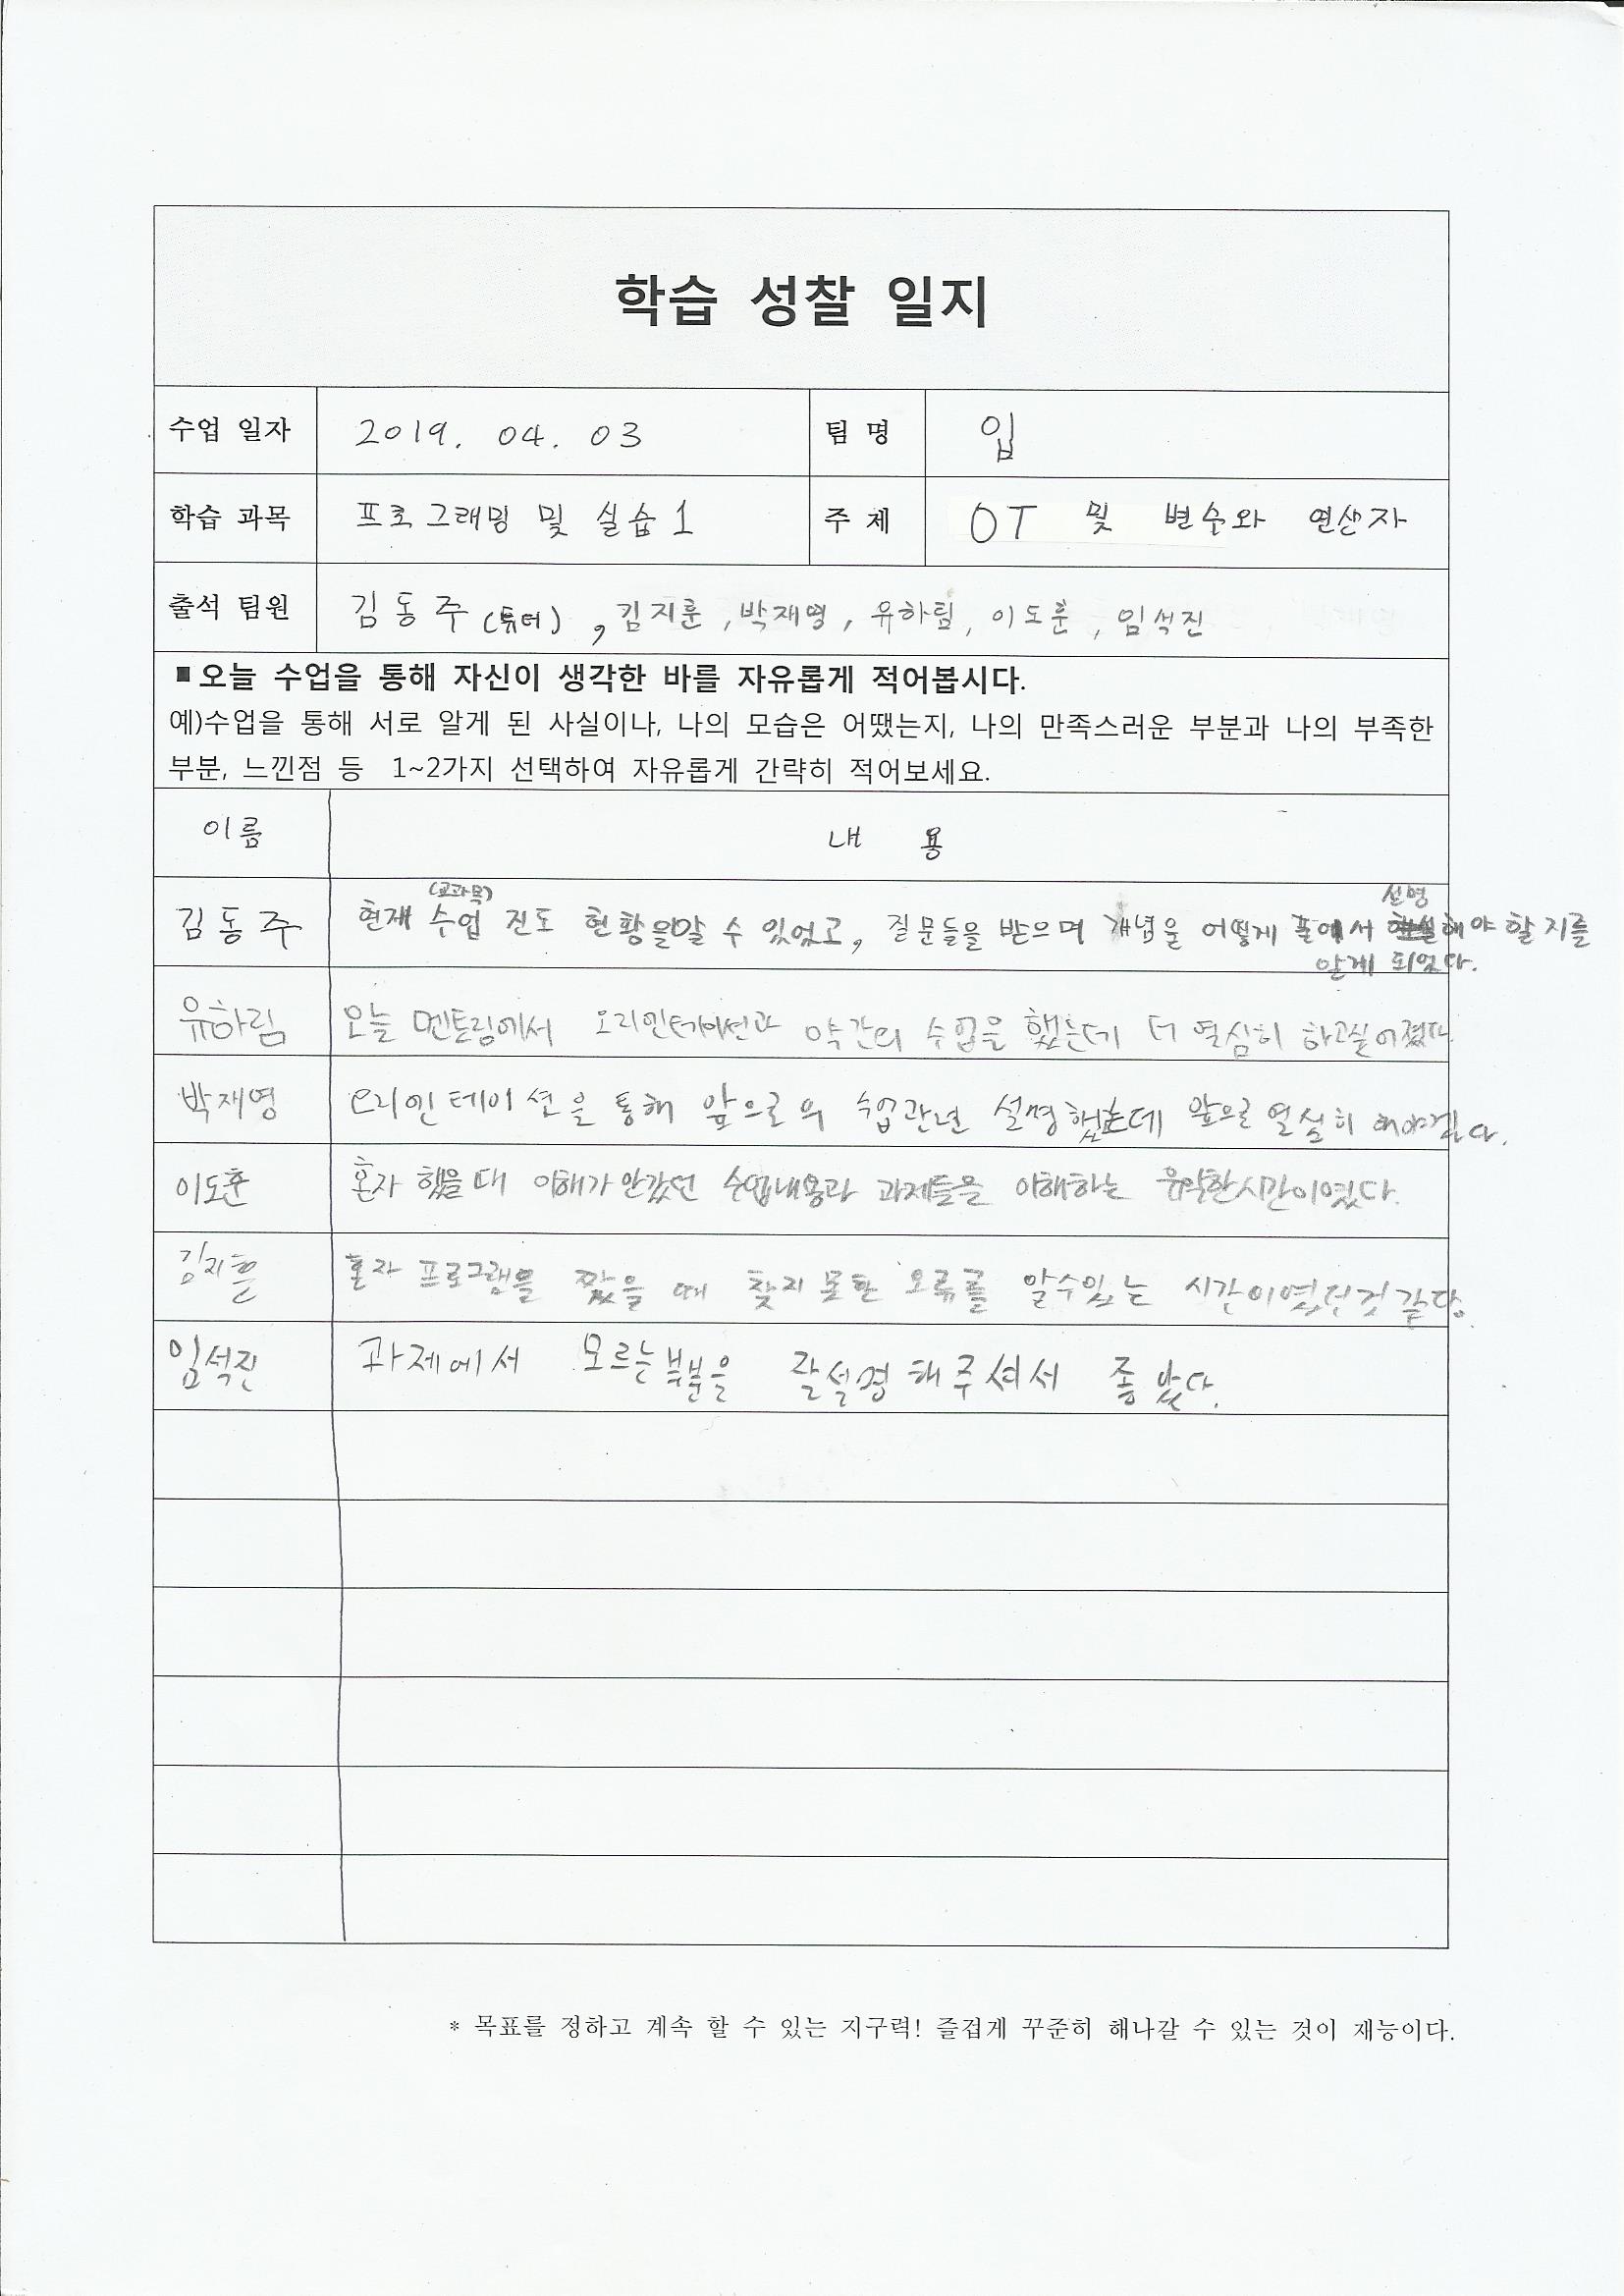 학습 성찰 일지
수업 일자 2019. 04. 03 팀 명 입
학습 과목 프로그래밍 및 실습 1 주 제 OT 및 변수와 연산자
출석 팀원 김동주 (튜터), 김지훈, 박재영, 유하림, 이도훈, 임석진
■ 오늘 수업을 통해 자신이 생각한 바를 자유롭게 적어봅시다.
예)수업을 통해 서로 알게 된 사실이나, 나의 모습은 어땠는지, 나의 만족스러운 부분과 나의 부족한
부분, 느낀점 등 1~2가지 선택하여 자유롭게 간략히 적어보세요.
이름 내 용
(교과목) 설명
김동주 현재 수업 진도 현황을 알 수 있었고, 질문들을 받으며 개념을 어떻게 풀어서 해야 할 지를
알게 되었다.
유하림 오늘 멘토링에서 오리엔테이션과 약간의 수업을 했는데 더 열심히 하고싶어졌다
박재영 오리엔테이션을 통해 앞으로의 수업관련 설명했는데 앞으로 열심히 해야겠다.
이도훈 혼자 했을때 이해가 안갔던 수업내용과 과제들을 이해하는 유익한시간이였다.
김지훈 혼자 프로그램을 짰을 때 찾지 못한 오류를 알수있는 시간이였던것 같다.
임석진 과제에서 모르는부분을 잘설명해주셔서 좋았다.
* 목표를 정하고 계속 할 수 있는 지구력! 즐겁게 꾸준히 해나갈 수 있는 것이 재능이다.